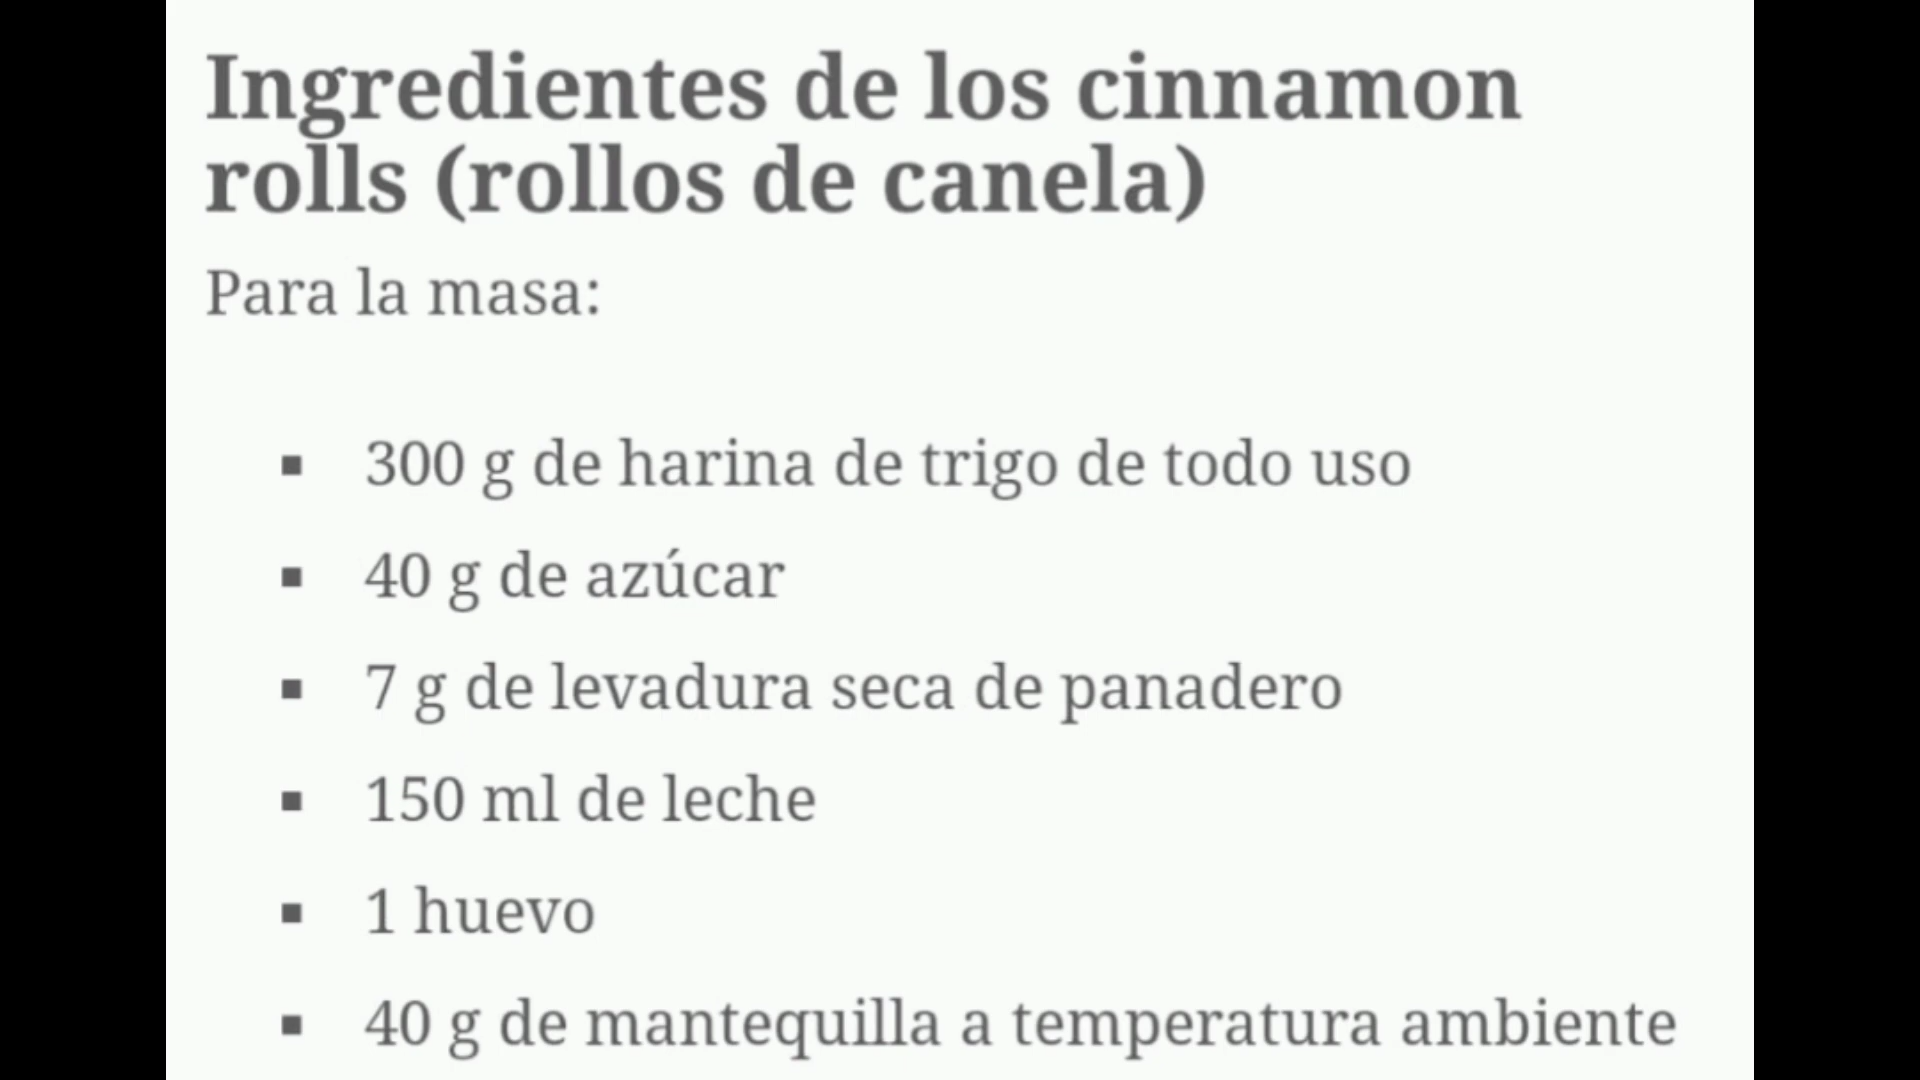 Ingredientes de los cinnamon
rolls (rollos de canela)
Para la masa:
▪ 300 g de harina de trigo de todo uso
▪ 40 g de azúcar
▪ 7 g de levadura seca de panadero
▪ 150 ml de leche
▪ 1 huevo
▪ 40 g de mantequilla a temperatura ambiente